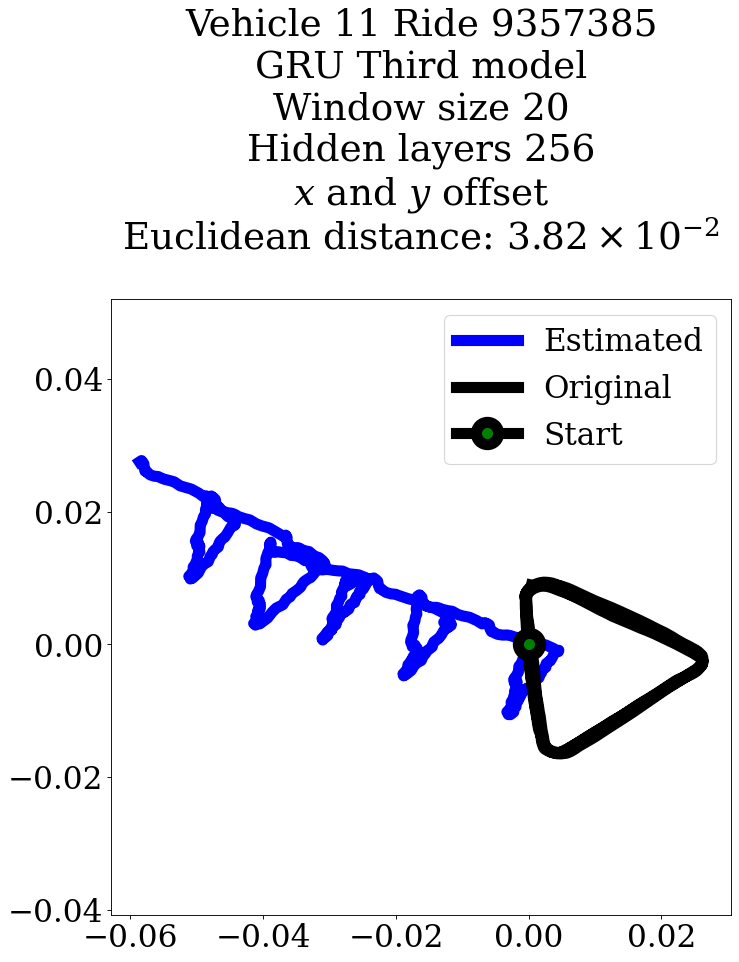 Vehicle 11 Ride 9357385
GRU Third model
Window size 20
Hidden layers 256
x and y offset
Euclidean distance: 3.82 × 10⁻²
Estimated
Original
Start
0.04
0.02
0.00
−0.02
−0.04
−0.06
−0.04
−0.02
0.00
0.02